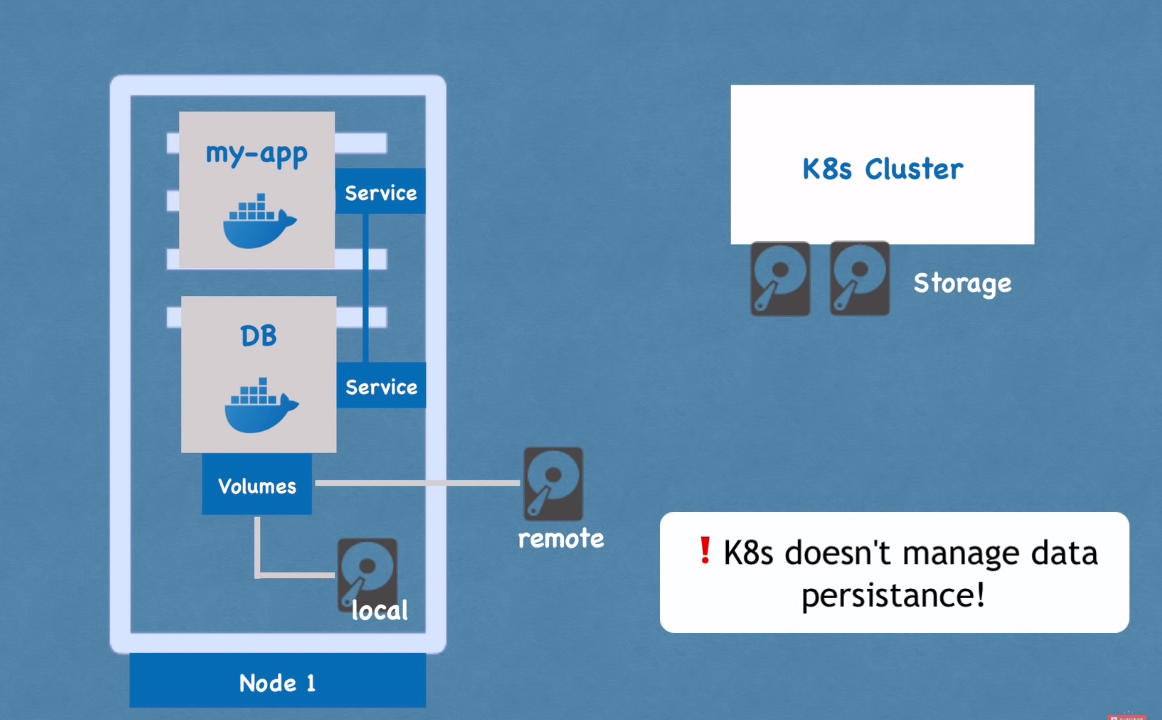 my-app
Service
DB
Service
Volumes
remote
local
Node 1
K8s Cluster
Storage
! K8s doesn't manage data
persistance!